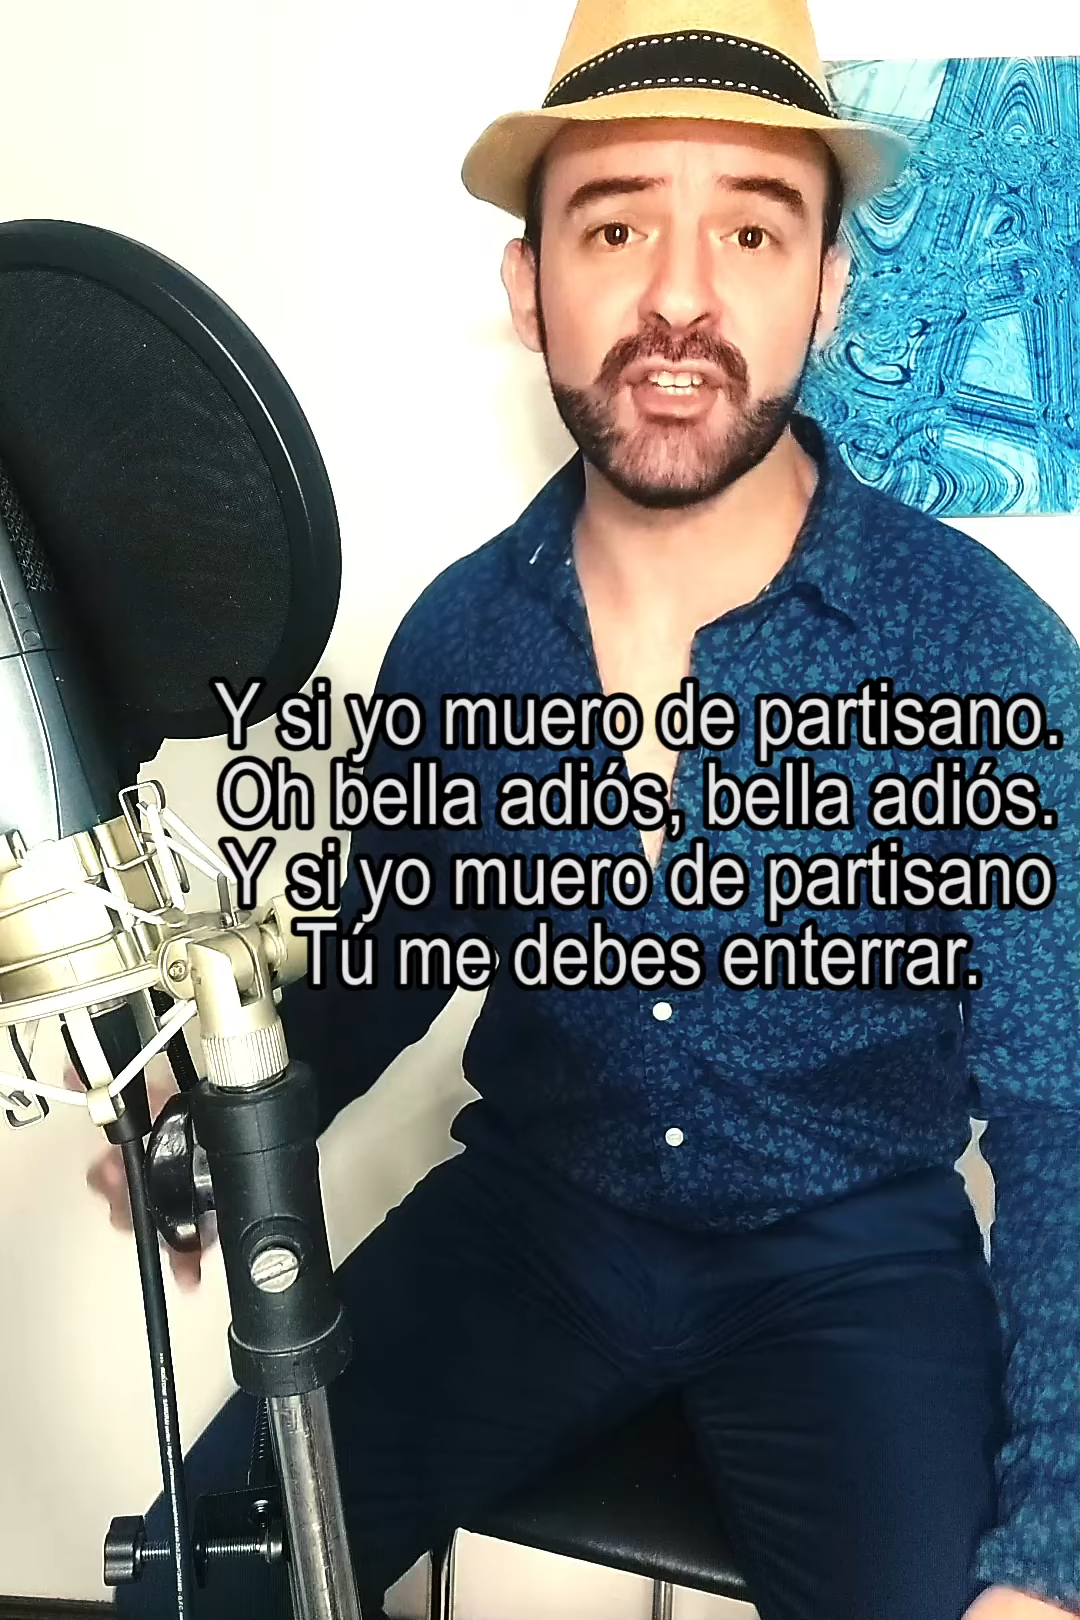 Y si yo muero de partisano.
Oh bella adiós, bella adiós.
Y si yo muero de partisano
Tú me debes enterrar.